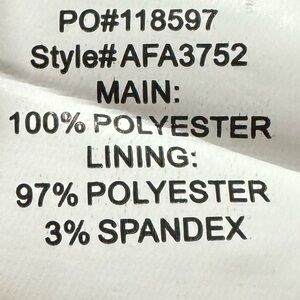 PO#118597
Style#AFA3752
MAIN:
100% POLYESTER
LINING:
97% POLYESTER
3% SPANDEX